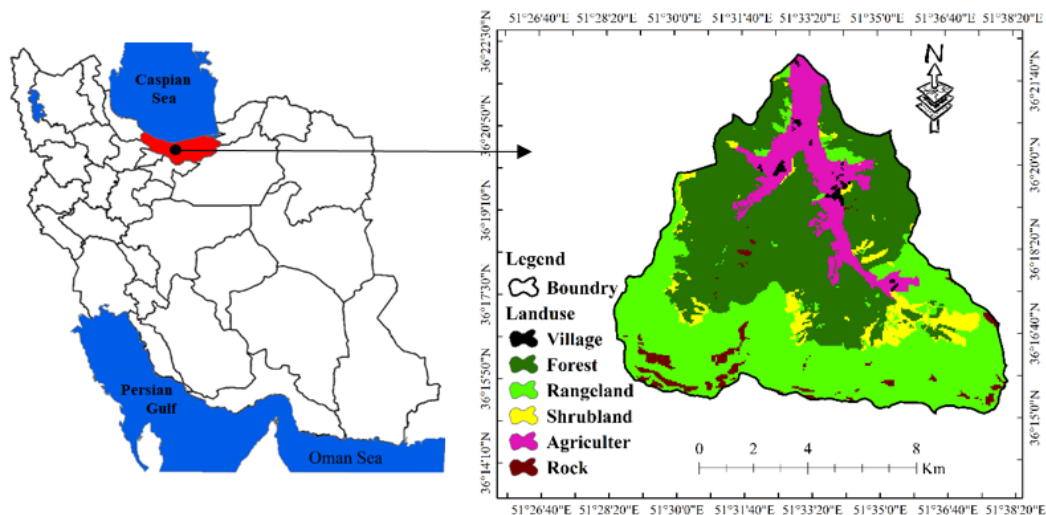 Caspian
Sea
Persian
Gulf
Oman Sea
51°26'40"E 51°28'20"E 51°30'0"E 51°31'40"E 51°33'20"E 51°35'0"E 51°36'40"E 51°38'20"E
36°22'30"N
36°20'50"N
36°19'10"N
36°17'30"N
36°15'50"N
36°14'10"N
N
36°21'40"N
36°20'0"N
36°18'20"N
36°16'40"N
36°15'0"N
Legend
Boundry
Landuse
Village
Forest
Rangeland
Shrubland
Agriculter
Rock
0 2 4 8
Km
51°26'40"E 51°28'20"E 51°30'0"E 51°31'40"E 51°33'20"E 51°35'0"E 51°36'40"E 51°38'20"E